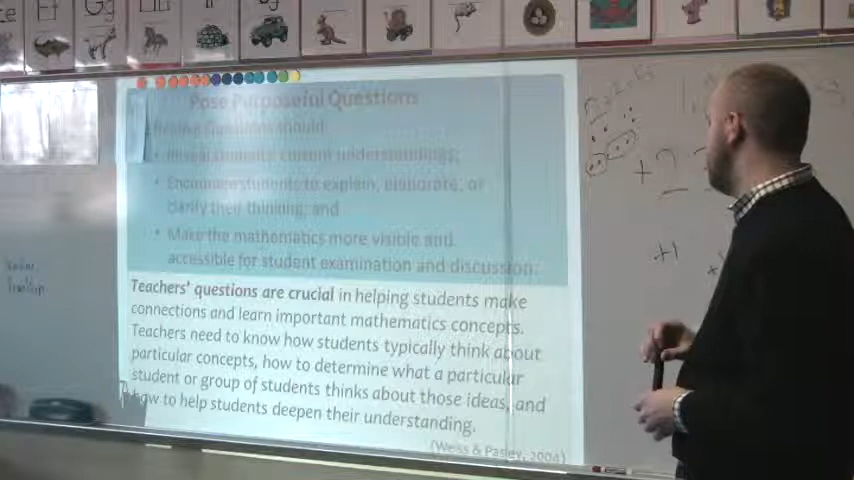 Et
Gg
Pose Purposeful Questions
Effective Questions should:
• Reveal students' current understandings;
• Encourage students to explain, elaborate, or
clarify their thinking; and
• Make the mathematics more visible and
accessible for student examination and discussion.
Teachers' questions are crucial in helping students make
connections and learn important mathematics concepts.
Teachers need to know how students typically think about
particular concepts, how to determine what a particular
student or group of students thinks about those ideas, and
how to help students deepen their understanding.
(Weiss & Pasley, 2004)
+2
+1